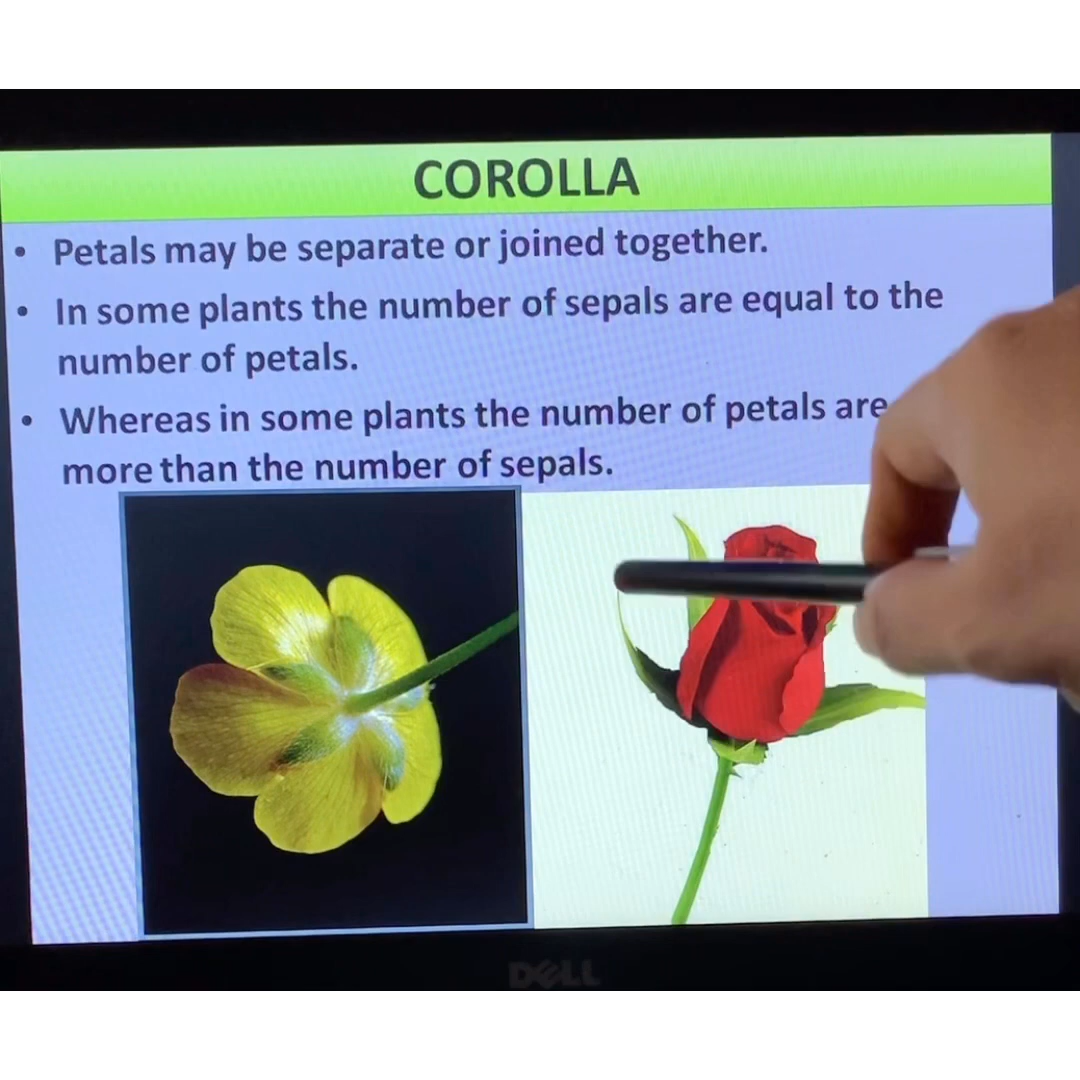 COROLLA
• Petals may be separate or joined together.
• In some plants the number of sepals are equal to the
number of petals.
• Whereas in some plants the number of petals are
more than the number of sepals.
DELL